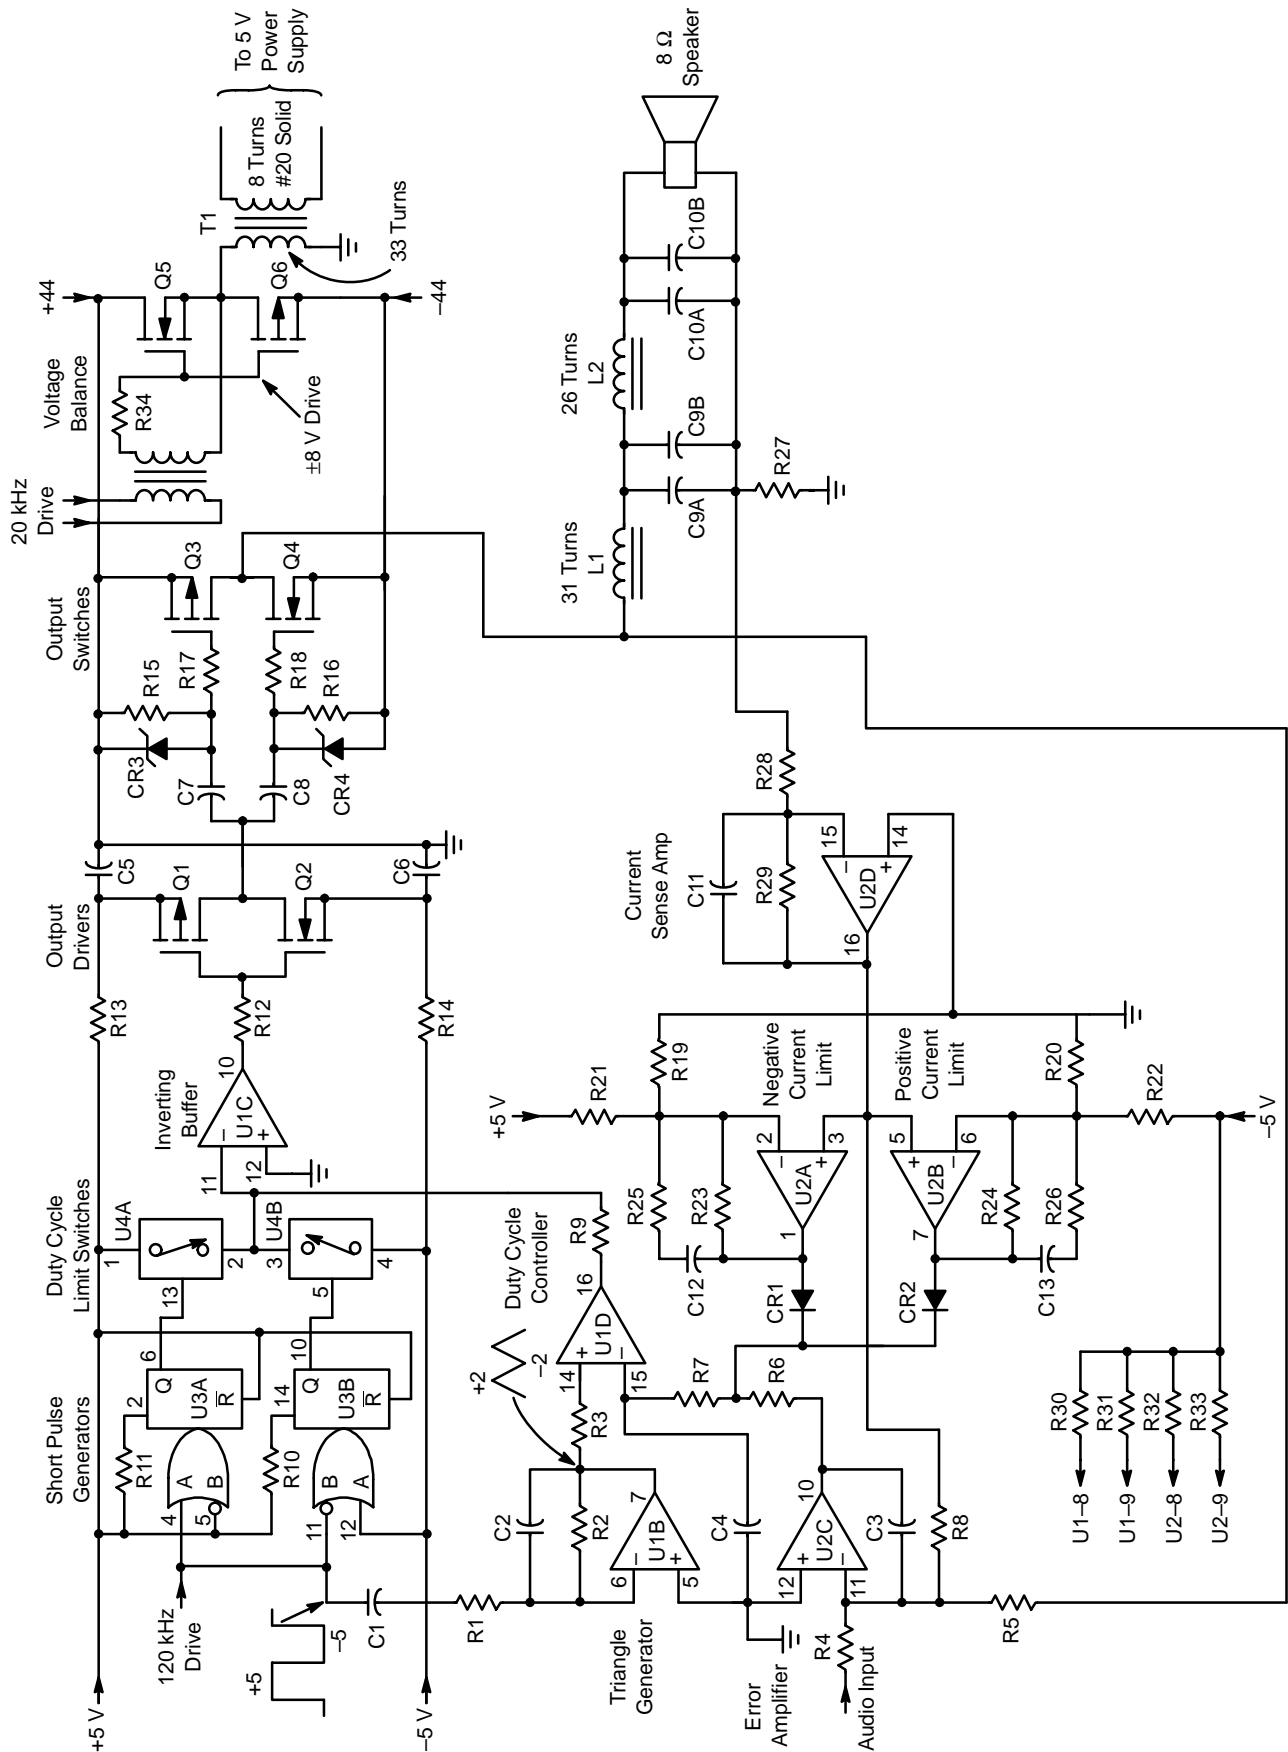 +5 V
120 kHz
Drive
+5
–5
–5 V
C1
R1
Short Pulse
Generators
R11
2
6
Q
U3A
R
A
B
4
5
R10
14
10
Q
U3B
R
B
A
11
12
Duty Cycle
Limit Switches
1
U4A
2
13
3
U4B
4
5
Inverting
Buffer
11
12
–
+
U1C
10
R12
R13
R14
Output
Drivers
Q1
Q2
C5
C6
C7
C8
CR3
CR4
R15
R16
R17
R18
Output
Switches
Q3
Q4
20 kHz
Drive
Voltage
Balance
R34
±8 V Drive
+44
–44
Q5
Q6
T1
33 Turns
8 Turns
#20 Solid
To 5 V
Power
Supply
Triangle
Generator
C2
R2
6
5
–
+
U1B
7
+2
–2
R3
14
15
+
–
U1D
16
Duty Cycle
Controller
R9
C4
R7
R6
Error
Amplifier
Audio Input
R4
12
11
+
–
U2C
10
C3
R8
R5
+5 V
R21
R19
R25
R23
C12
CR1
1
2
3
–
+
U2A
Negative
Current
Limit
Positive
Current
Limit
5
6
+
–
U2B
7
CR2
R24
R26
C13
R20
R22
–5 V
U1–8
R30
U1–9
R31
U2–8
R32
U2–9
R33
Current
Sense Amp
C11
R29
R28
15
14
–
+
U2D
16
31 Turns
L1
26 Turns
L2
C9A
C9B
C10A
C10B
R27
8 Ω
Speaker